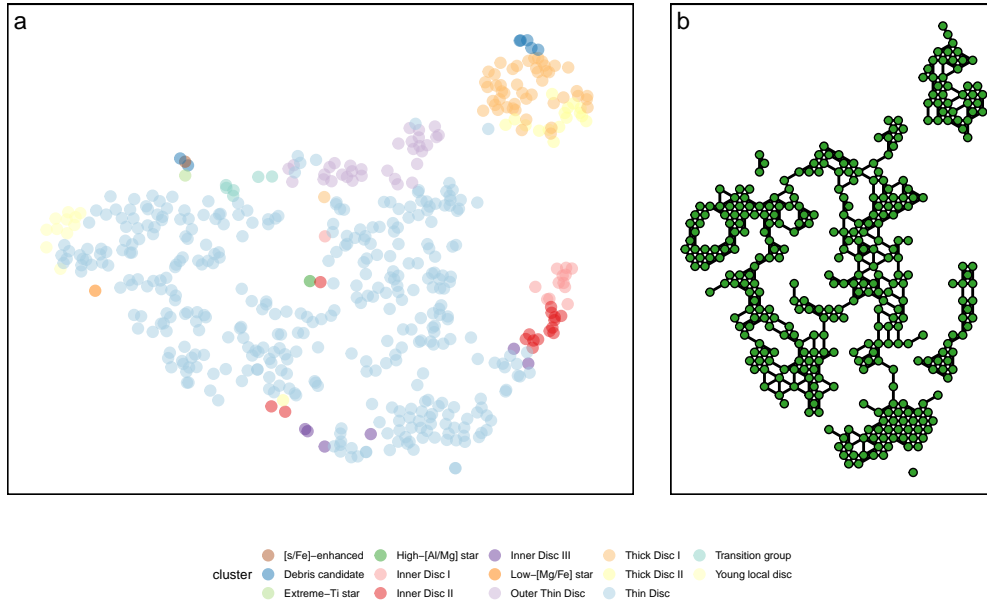 a
b
cluster
[s/Fe]−enhanced
Debris candidate
Extreme−Ti star
High−[Al/Mg] star
Inner Disc I
Inner Disc II
Inner Disc III
Low−[Mg/Fe] star
Outer Thin Disc
Thick Disc I
Thick Disc II
Thin Disc
Transition group
Young local disc